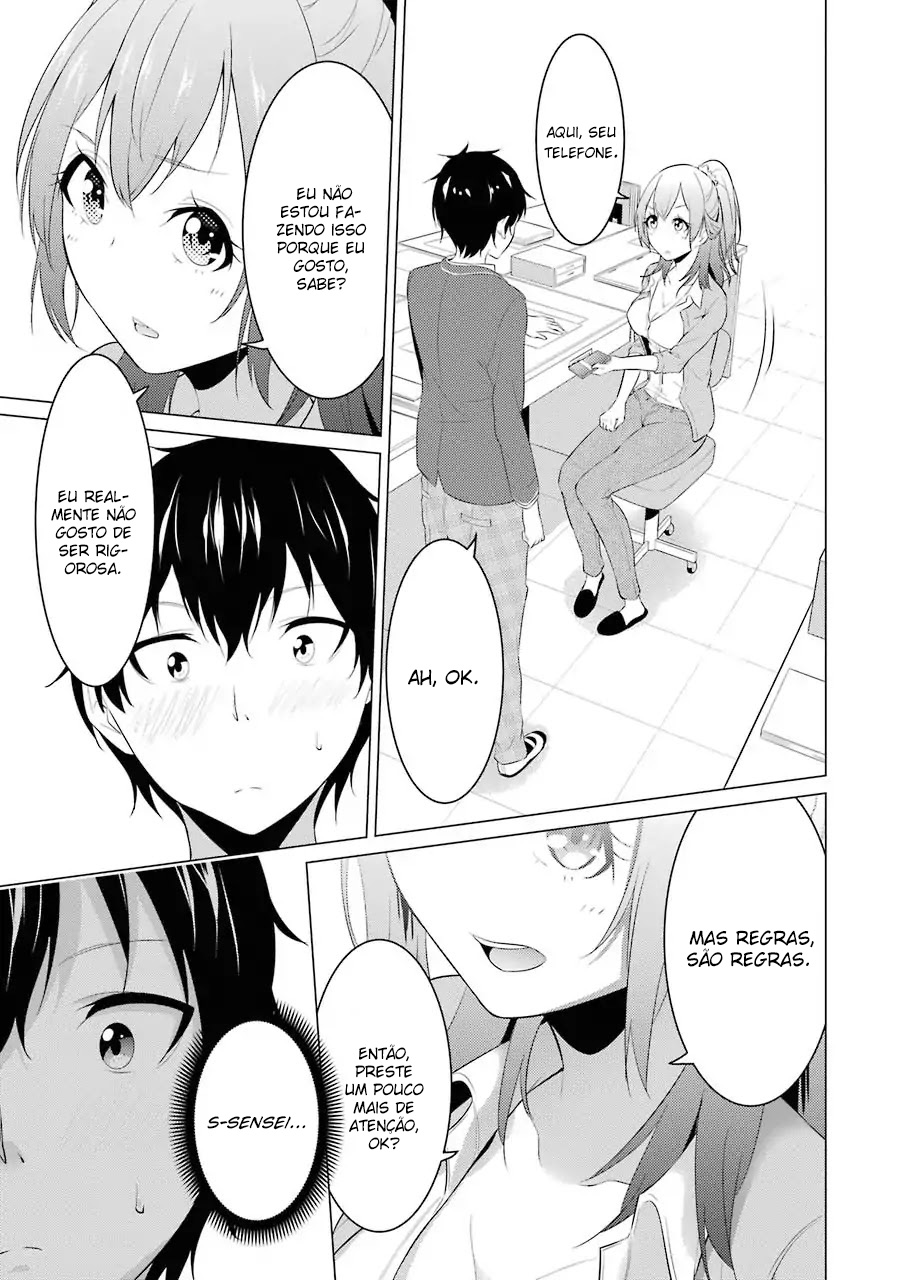 AQUI, SEU
TELEFONE.
AH, OK.
EU NÃO
ESTOU FA-
ZENDO ISSO
PORQUE EU
GOSTO,
SABE?
EU REAL-
MENTE NÃO
GOSTO DE
SER RIG-
OROSA.
MAS REGRAS,
SÃO REGRAS.
ENTÃO,
PRESTE
UM POUCO
MAIS DE
ATENÇÃO,
OK?
S-SENSEI...